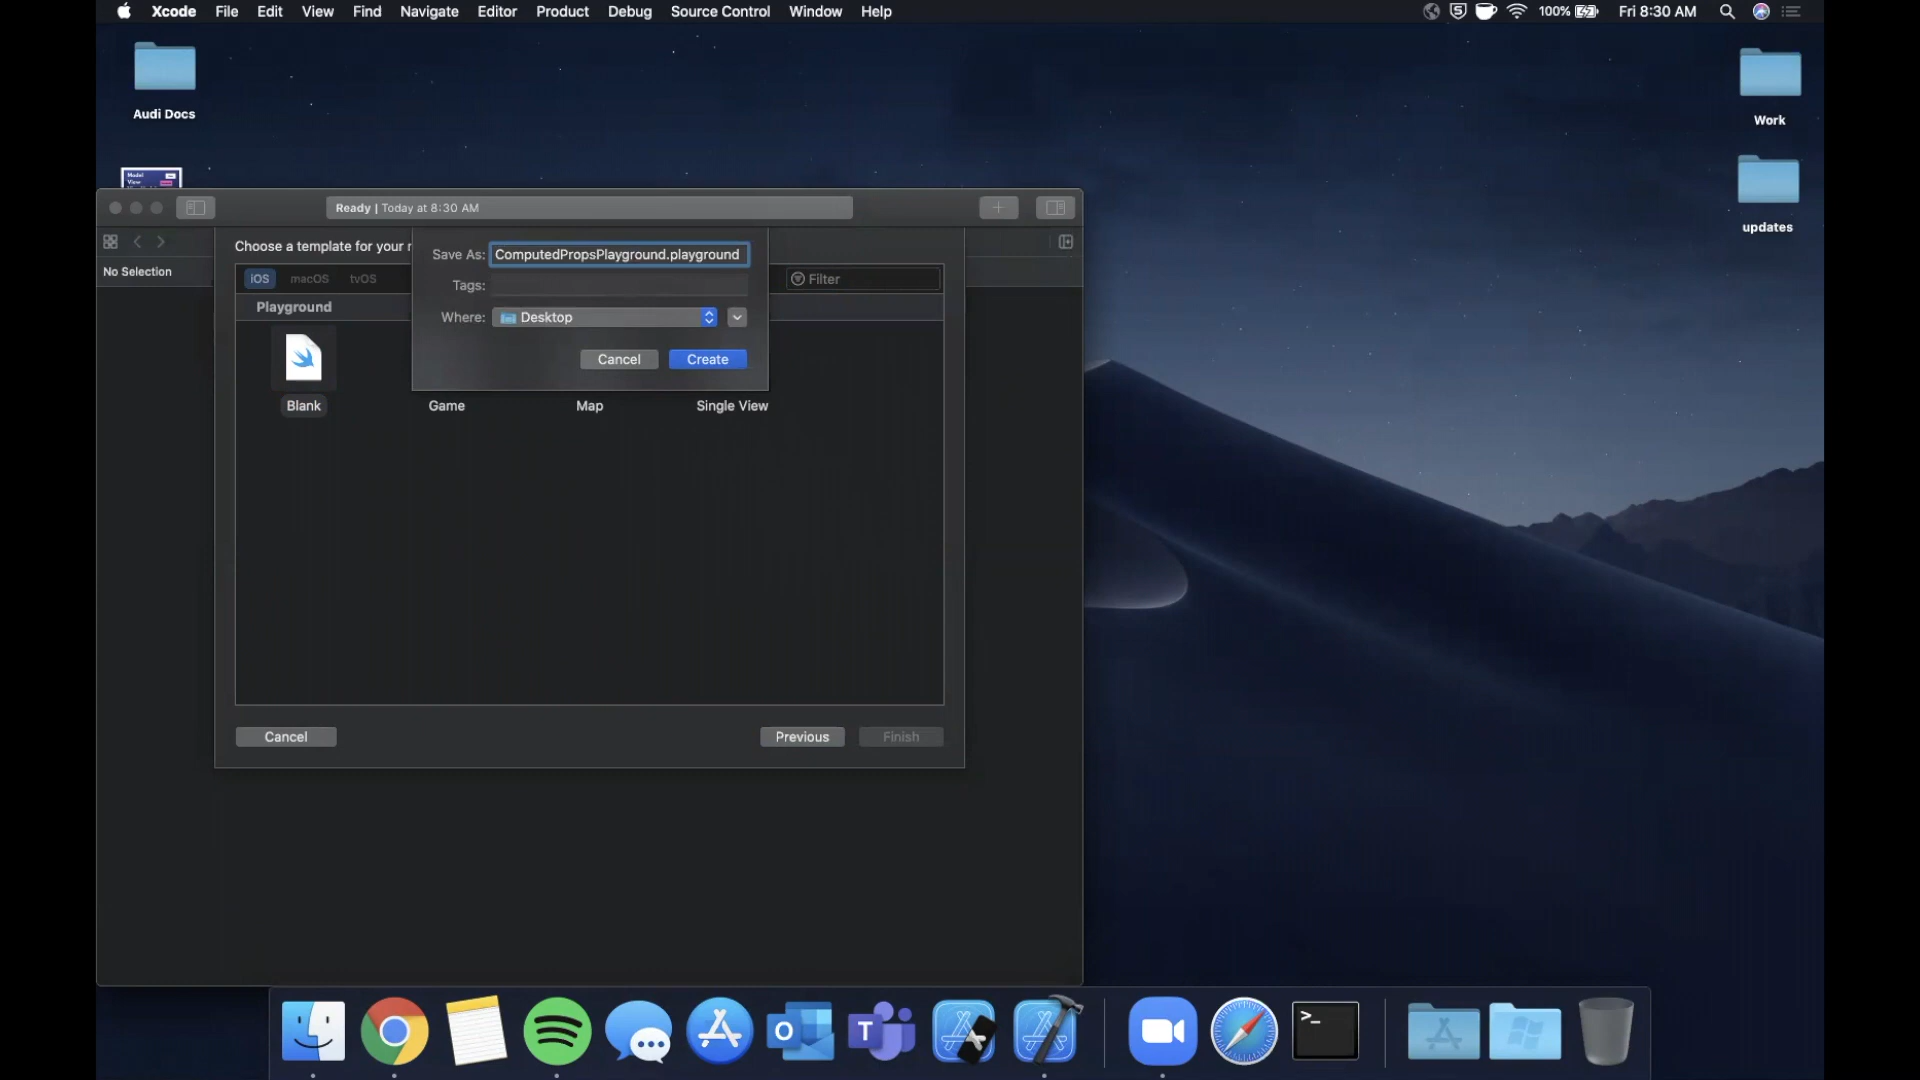 Xcode File Edit View Find Navigate Editor Product Debug Source Control Window Help
100% Fri 8:30 AM
Audi Docs
Work
Model
View
updates
Ready | Today at 8:30 AM
Choose a template for your
Save As: ComputedPropsPlayground.playground
No Selection
iOS macOS tvOS
Filter
Tags:
Playground
Where: Desktop
Cancel Create
Blank Game Map Single View
Cancel Previous Finish